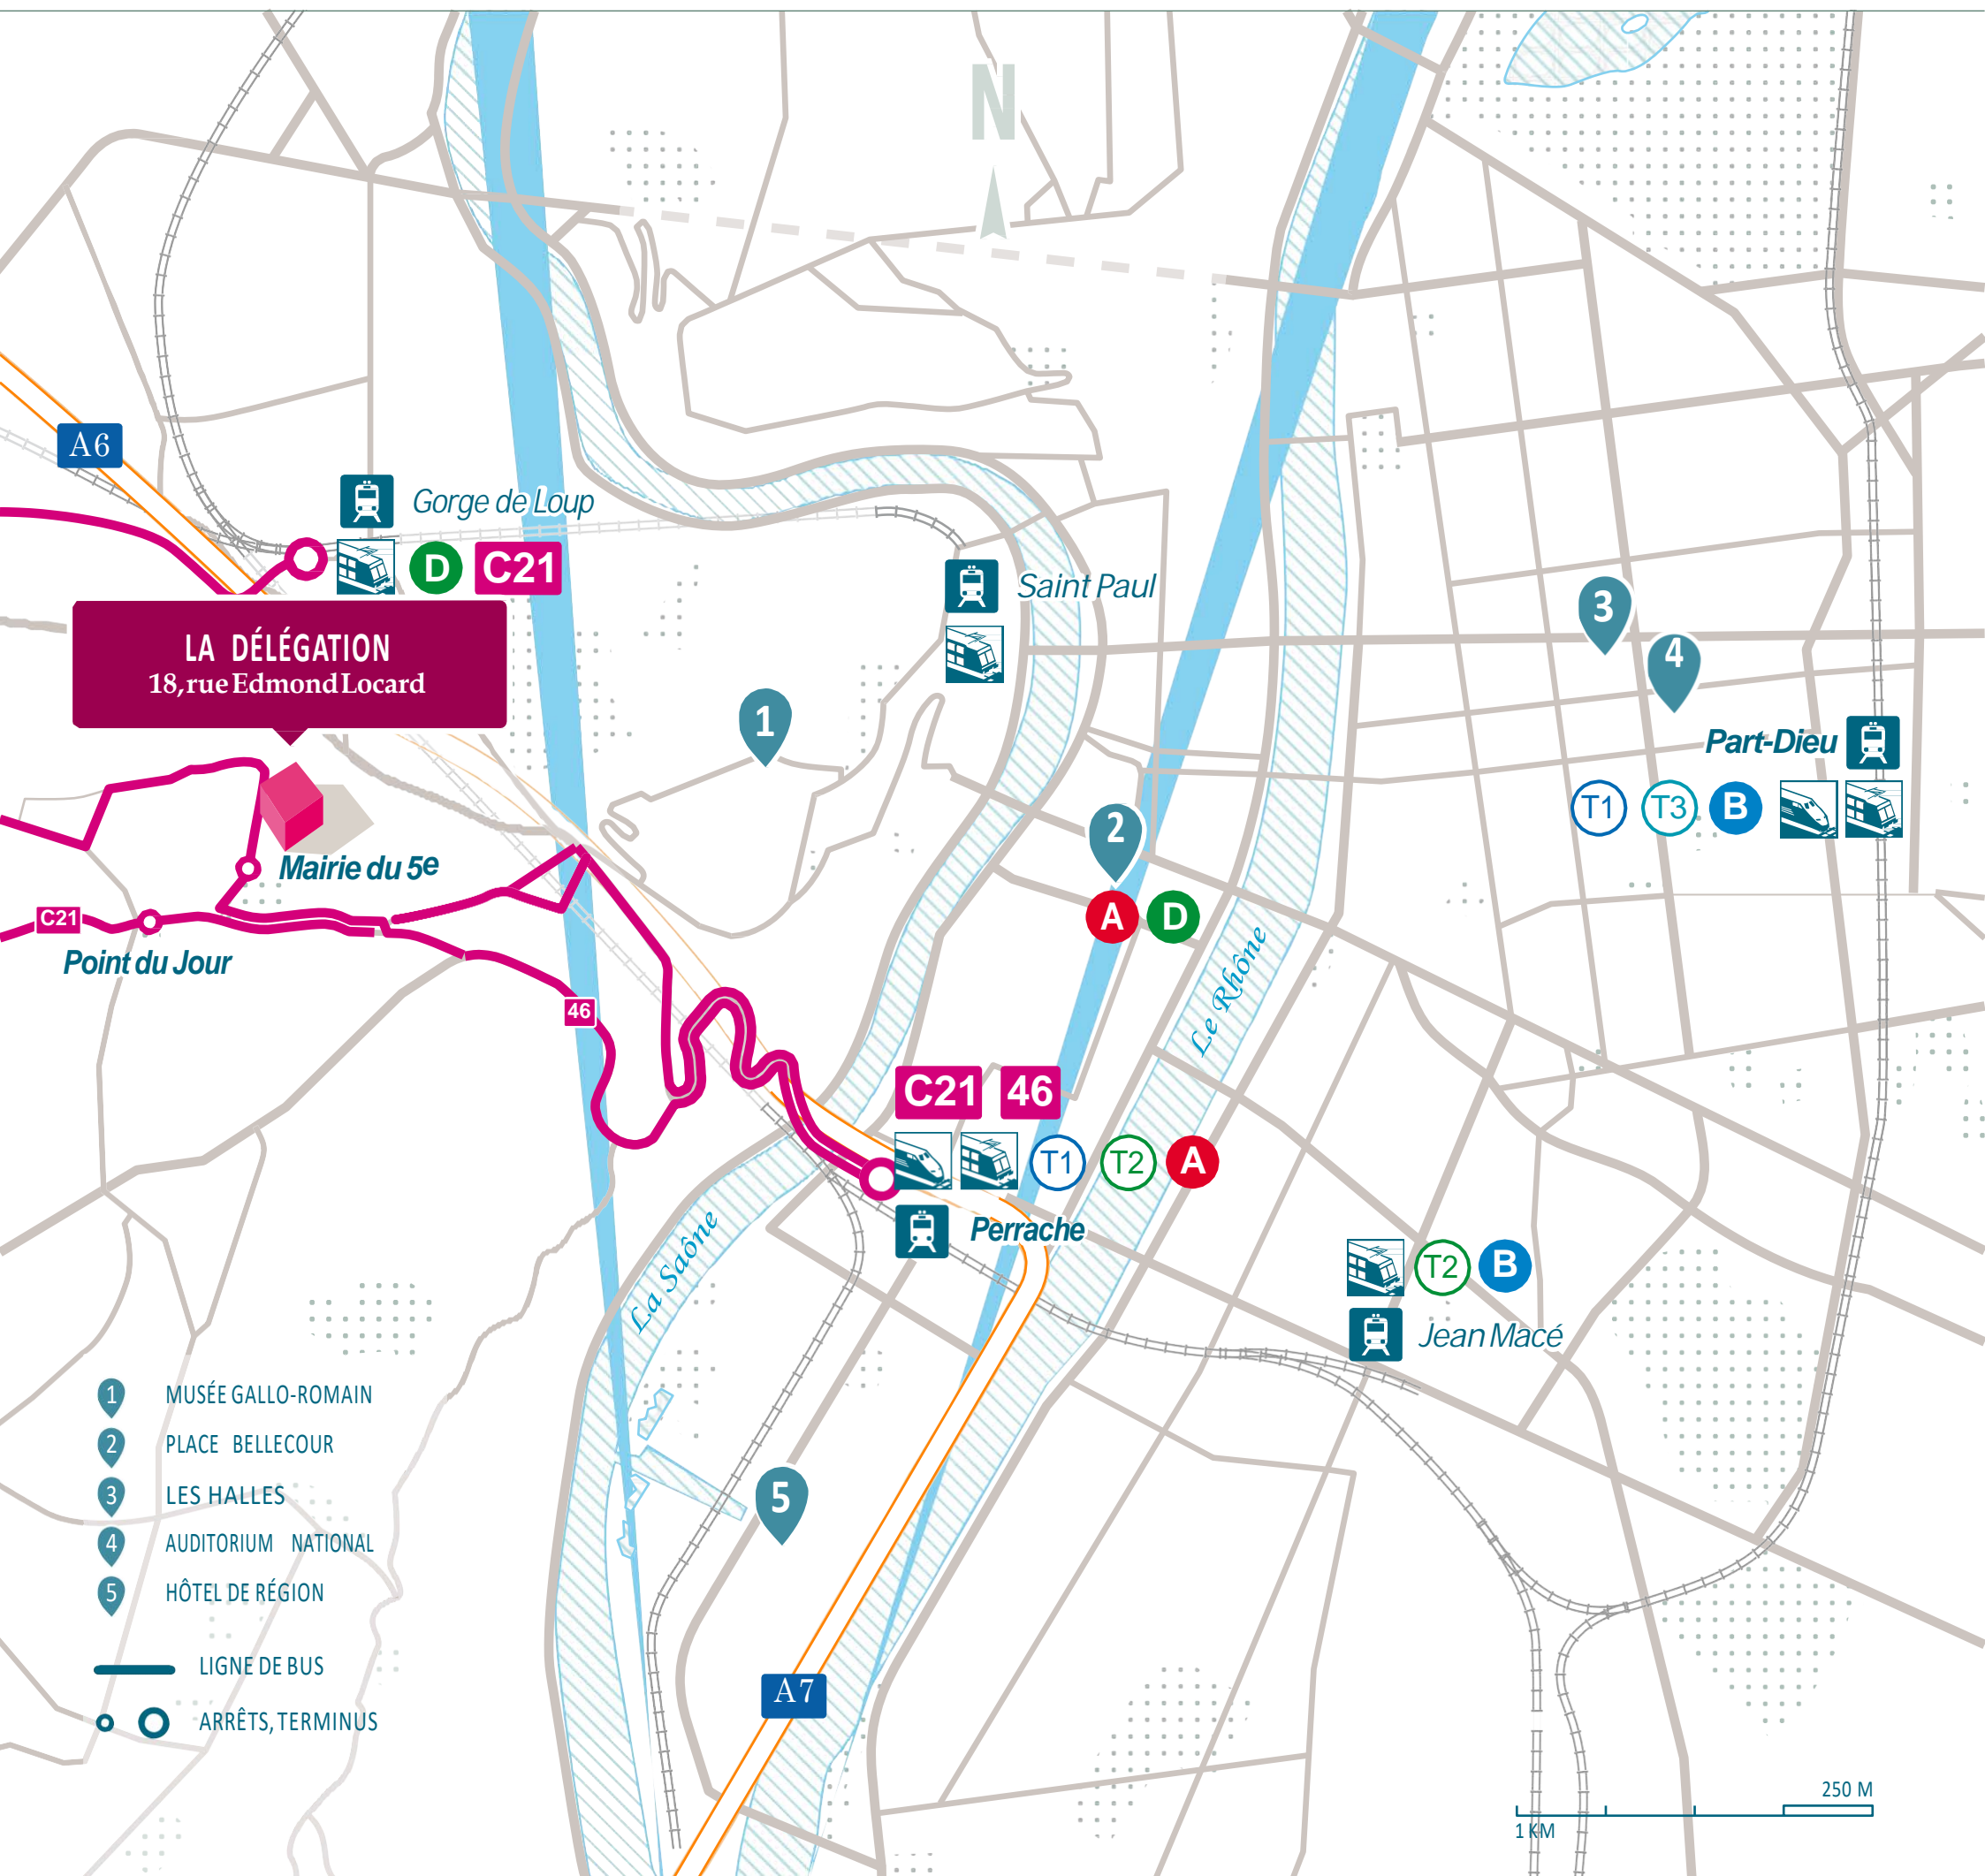 N
A6
Gorge de Loup
D
C21
LA DÉLÉGATION
18, rue Edmond Locard
Saint Paul
1
2
3
4
Part-Dieu
T1
T3
B
Mairie du 5e
C21
Point du Jour
A
D
Le Rhône
46
C21
46
T1
T2
A
Perrache
La Saône
T2
B
Jean Macé
5
A7
1 MUSÉE GALLO-ROMAIN
2 PLACE BELLECOUR
3 LES HALLES
4 AUDITORIUM NATIONAL
5 HÔTEL DE RÉGION
LIGNE DE BUS
ARRÊTS, TERMINUS
250 M
1 KM